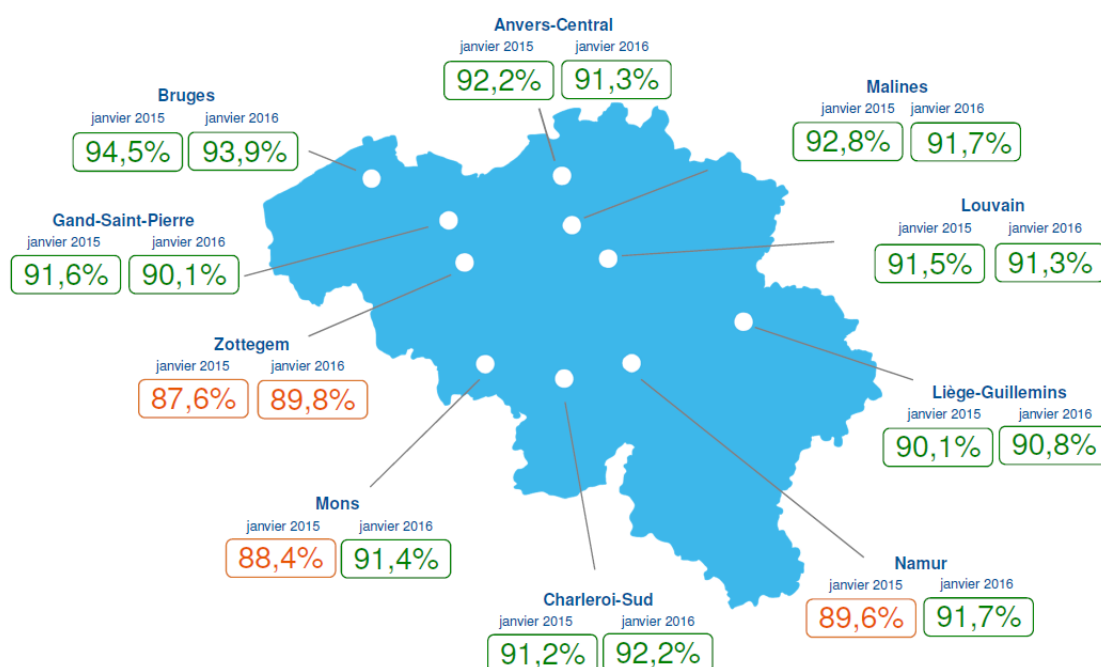 Anvers-Central
janvier 2015 janvier 2016
92,2% 91,3%
Bruges
janvier 2015 janvier 2016
94,5% 93,9%
Malines
janvier 2015 janvier 2016
92,8% 91,7%
Gand-Saint-Pierre
janvier 2015 janvier 2016
91,6% 90,1%
Louvain
janvier 2015 janvier 2016
91,5% 91,3%
Zottegem
janvier 2015 janvier 2016
87,6% 89,8%
Liège-Guillemins
janvier 2015 janvier 2016
90,1% 90,8%
Mons
janvier 2015 janvier 2016
88,4% 91,4%
Namur
janvier 2015 janvier 2016
89,6% 91,7%
Charleroi-Sud
janvier 2015 janvier 2016
91,2% 92,2%